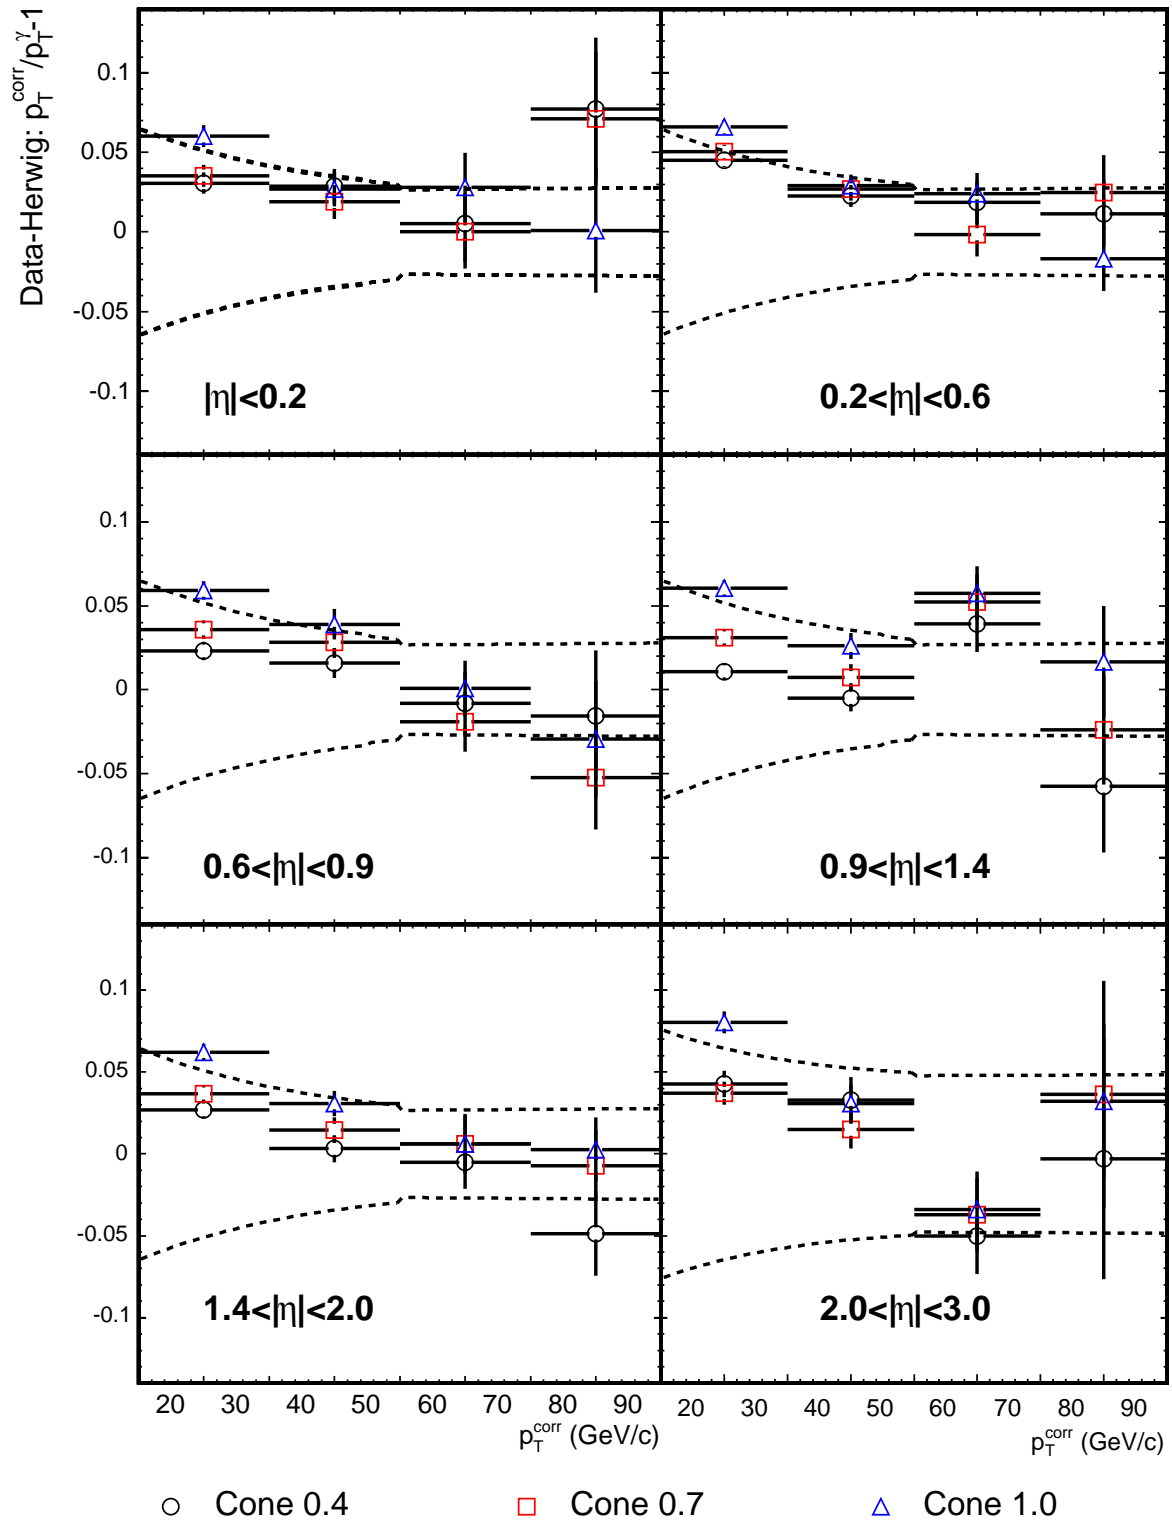 Data-Herwig: p_T^corr/p_T^γ-1
0.1
0.05
0
-0.05
-0.1
|η|<0.2
0.2<|η|<0.6
0.1
0.05
0
-0.05
-0.1
0.6<|η|<0.9
0.9<|η|<1.4
0.1
0.05
0
-0.05
-0.1
1.4<|η|<2.0
2.0<|η|<3.0
20 30 40 50 60 70 80 90
20 30 40 50 60 70 80 90
p_T^corr (GeV/c)
p_T^corr (GeV/c)
Cone 0.4 Cone 0.7 Cone 1.0